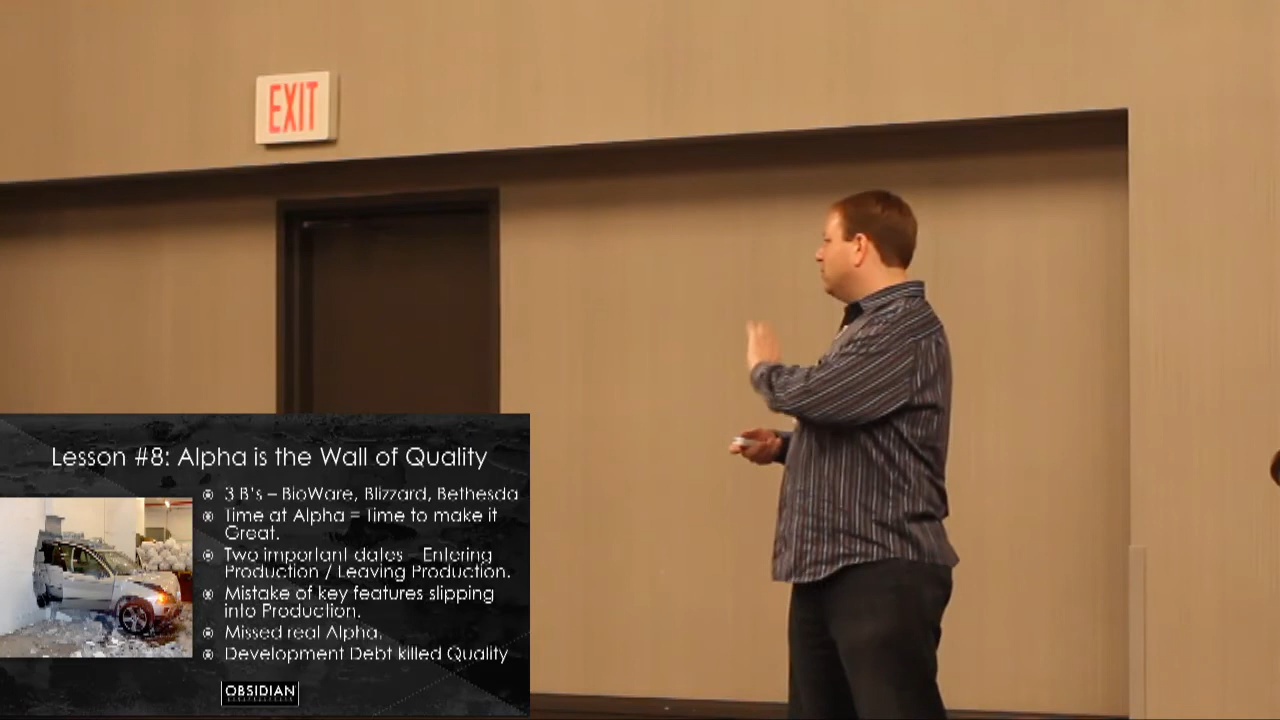 EXIT
Lesson #8: Alpha is the Wall of Quality
3 B's – BioWare, Blizzard, Bethesda
Time at Alpha = Time to make it
Great.
Two important dates – Entering
Production / Leaving Production.
Mistake of key features slipping
into Production.
Missed real Alpha.
Development Debt killed Quality
OBSIDIAN